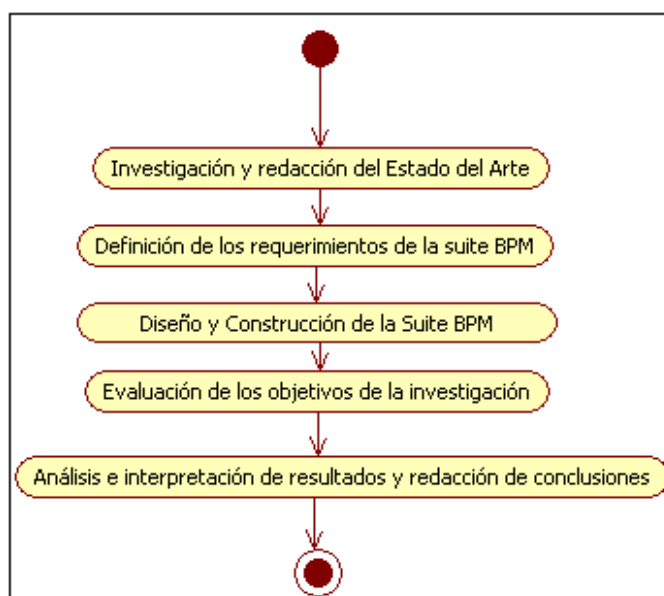 Investigación y redacción del Estado del Arte
Definición de los requerimientos de la suite BPM
Diseño y Construcción de la Suite BPM
Evaluación de los objetivos de la investigación
Análisis e interpretación de resultados y redacción de conclusiones